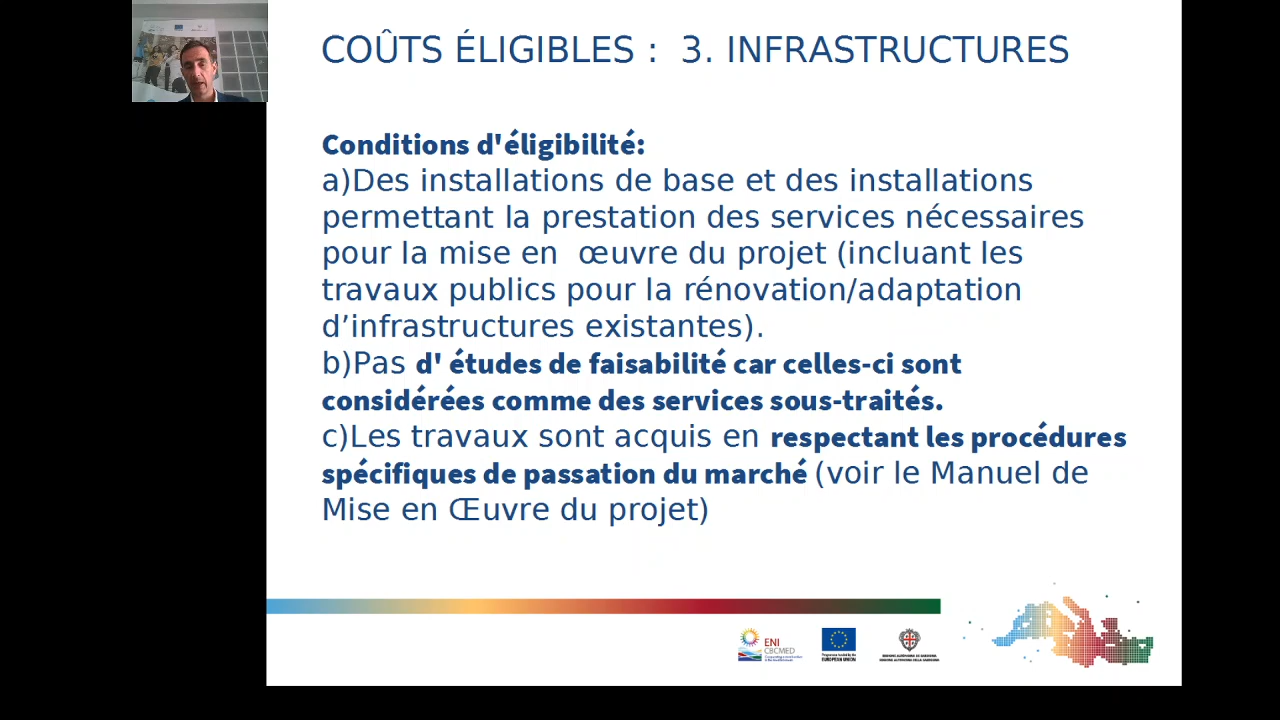 COÛTS ÉLIGIBLES :  3. INFRASTRUCTURES
Conditions d'éligibilité:
a)Des installations de base et des installations
permettant la prestation des services nécessaires
pour la mise en  œuvre du projet (incluant les
travaux publics pour la rénovation/adaptation
d’infrastructures existantes).
b)Pas d' études de faisabilité car celles-ci sont
considérées comme des services sous-traités.
c)Les travaux sont acquis en respectant les procédures
spécifiques de passation du marché (voir le Manuel de
Mise en Œuvre du projet)
ENI
CBCMED
EUROPEAN UNION